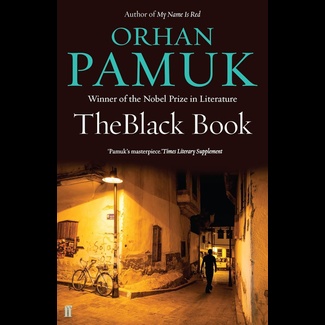 Author of My Name Is Red
ORHAN
PAMUK
Winner of the Nobel Prize in Literature
TheBlack Book
'Pamuk's masterpiece.' Times Literary Supplement
ff